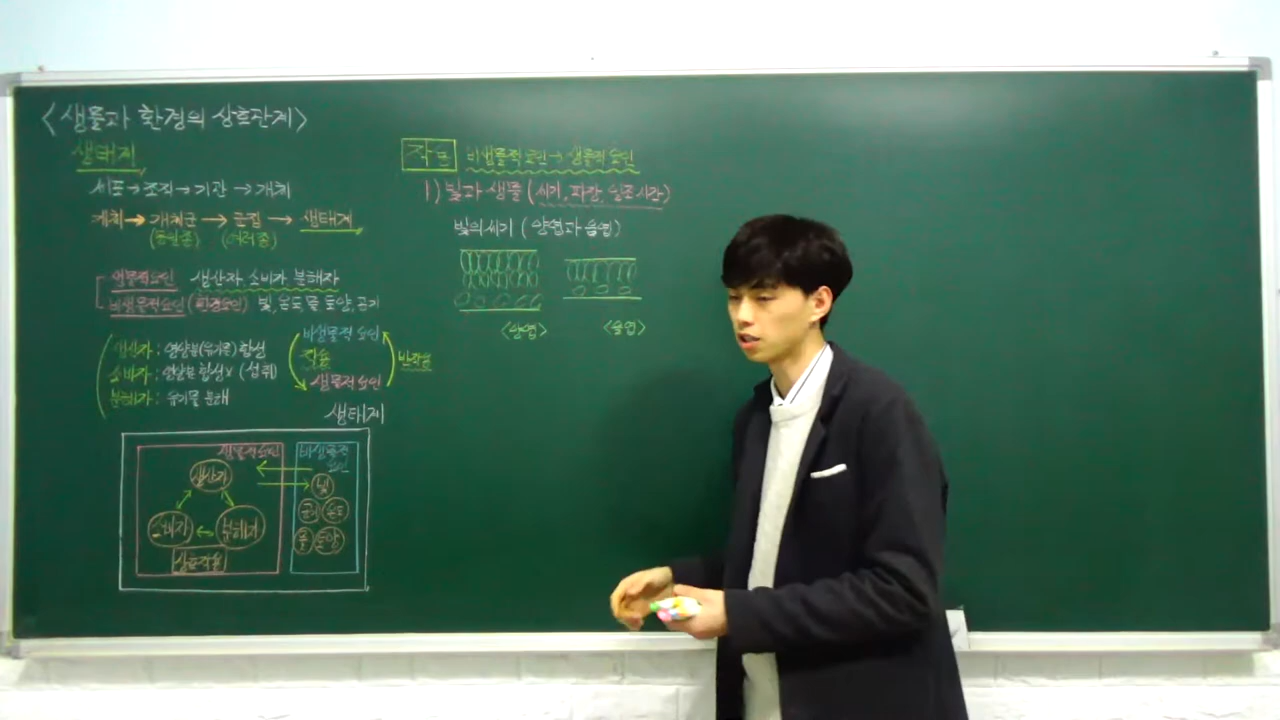 <생물과 환경의 상호관계>
생태계
세포→조직→기관→개체
개체→개체군→군집→생태계
(동일종) (여러종)
생물적요인 생산자, 소비자, 분해자
비생물적요인(환경요인) 빛, 온도, 물, 토양, 공기
생산자: 영양분(유기물)합성
소비자: 영양분 합성x (섭취)
분해자: 유기물 분해
비생물적 요인
작용
반작용
생물적 요인
생태계
생물적요인
비생물적
요인
생산자
소비자
분해자
상호작용
빛
공기
온도
물
토양
작용 비생물적요인→생물적요인
1) 빛과 생물 (세기, 파장, 일조시간)
빛의 세기 (양엽과 음엽)
<양엽> <음엽>